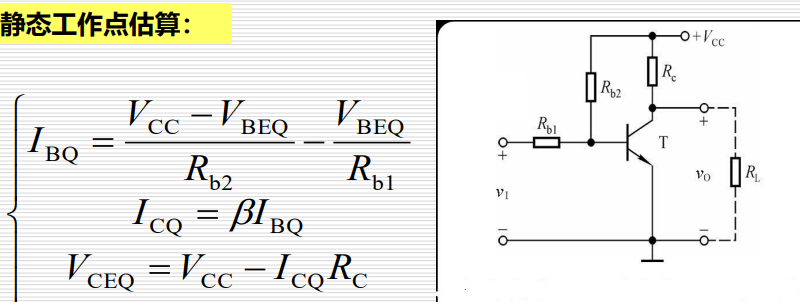 静态工作点估算：
I_BQ = (V_CC − V_BEQ) / R_b2 − V_BEQ / R_b1
I_CQ = βI_BQ
V_CEQ = V_CC − I_CQ R_C
+V_CC
R_c
R_b2
R_b1
T
+
+
v_I
v_O
R_L
−
−